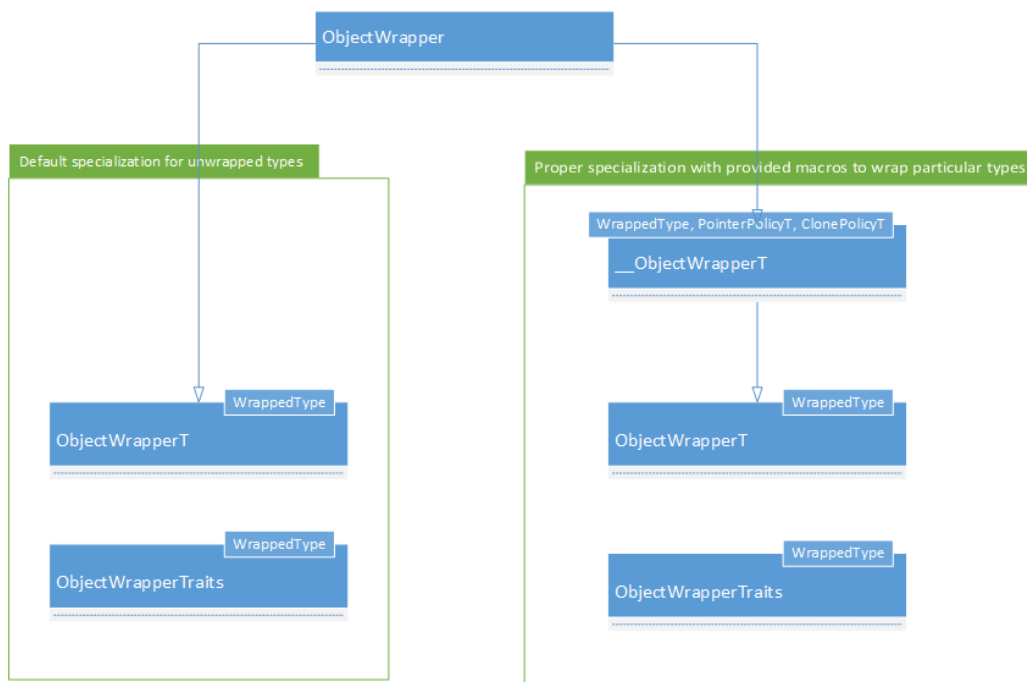 ObjectWrapper
Default specialization for unwrapped types
WrappedType
ObjectWrapperT
WrappedType
ObjectWrapperTraits
Proper specialization with provided macros to wrap particular types
WrappedType, PointerPolicyT, ClonePolicyT
__ObjectWrapperT
WrappedType
ObjectWrapperT
WrappedType
ObjectWrapperTraits